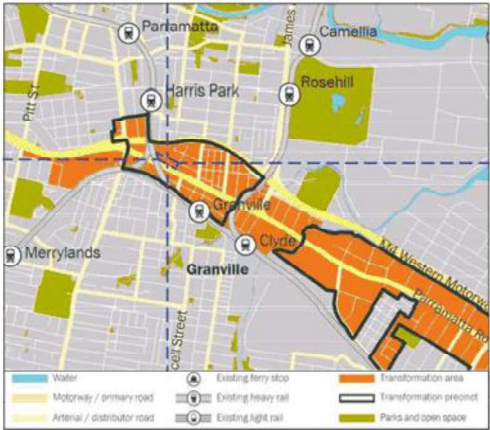 Parramatta
James
Camellia
Pitt St
Harris Park
Rosehill
Granville
Merrylands
Clyde
Granville
M4 Western Motorw
Parramatta Ro
cell Street
Water
Existing ferry stop
Transformation area
Motorway / primary road
Existing heavy rail
Transformation precinct
Arterial / distributor road
Existing light rail
Parks and open space